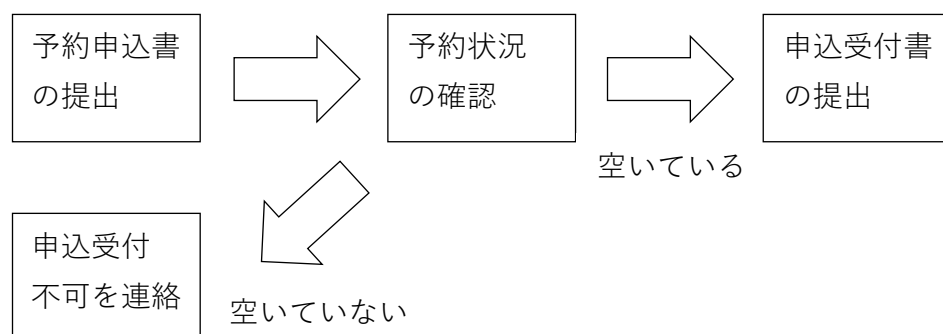 予約申込書
の提出
予約状況
の確認
申込受付書
の提出
空いている
申込受付
不可を連絡
空いていない